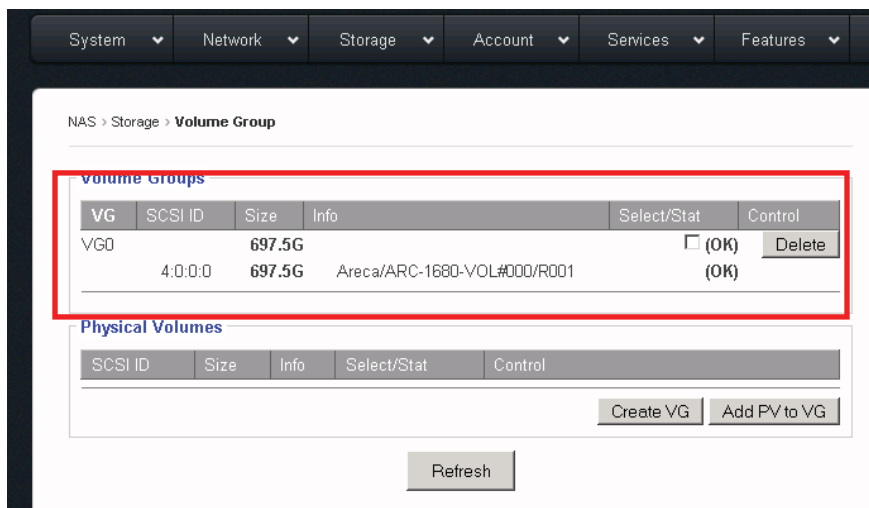 System Network Storage Account Services Features
NAS > Storage > Volume Group
Volume Groups
VG SCSI ID Size Info Select/Stat Control
VG0 697.5G (OK) Delete
4:0:0:0 697.5G Areca/ARC-1680-VOL#000/R001 (OK)
Physical Volumes
SCSI ID Size Info Select/Stat Control
Create VG Add PV to VG
Refresh